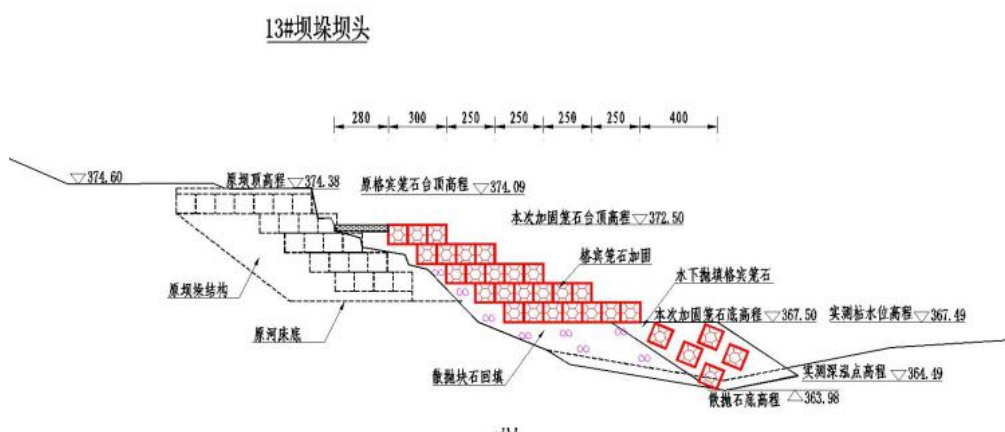 13#坝垛坝头
280 300 250 250 250 250 400
374.60
原坝顶高程 374.38
原格宾笼石台顶高程 374.09
本次加固笼石台顶高程 372.50
格宾笼石加固
水下抛填格宾笼石
原坝垛结构
本次加固笼石底高程 367.50
实测枯水位高程 367.49
原河床底
散抛块石回填
实测深泓点高程 364.49
散抛石底高程 363.98